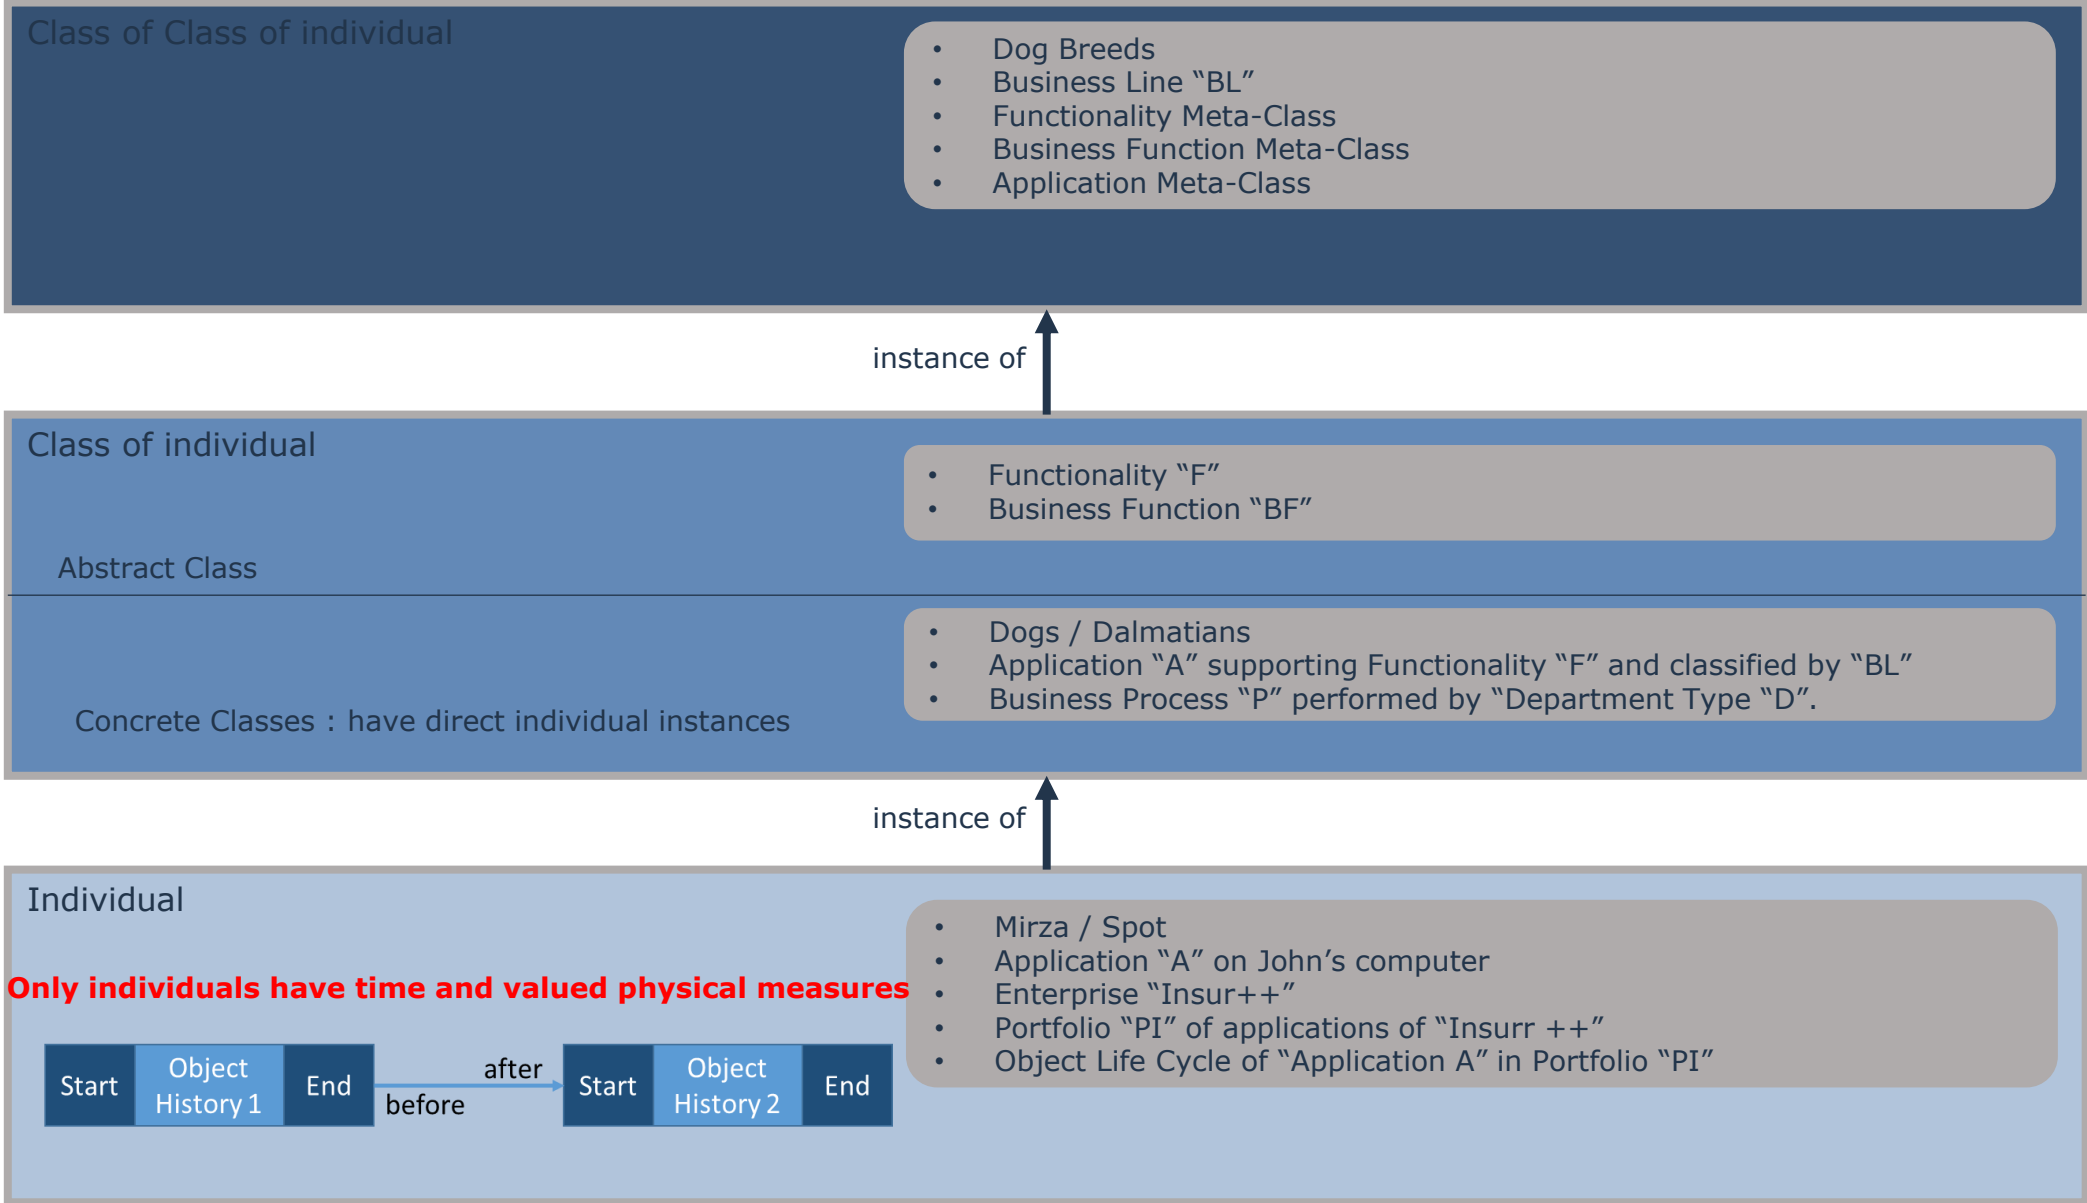 Class of Class of individual
• Dog Breeds
• Business Line “BL”
• Functionality Meta-Class
• Business Function Meta-Class
• Application Meta-Class
instance of
Class of individual
• Functionality “F”
• Business Function “BF”
Abstract Class
• Dogs / Dalmatians
• Application “A” supporting Functionality “F” and classified by “BL”
• Business Process “P” performed by “Department Type “D”.
Concrete Classes : have direct individual instances
instance of
Individual
• Mirza / Spot
• Application “A” on John’s computer
• Enterprise “Insur++”
• Portfolio “PI” of applications of “Insurr ++”
• Object Life Cycle of “Application A” in Portfolio “PI”
Only individuals have time and valued physical measures
Start
Object
History 1
End
before
after
Start
Object
History 2
End